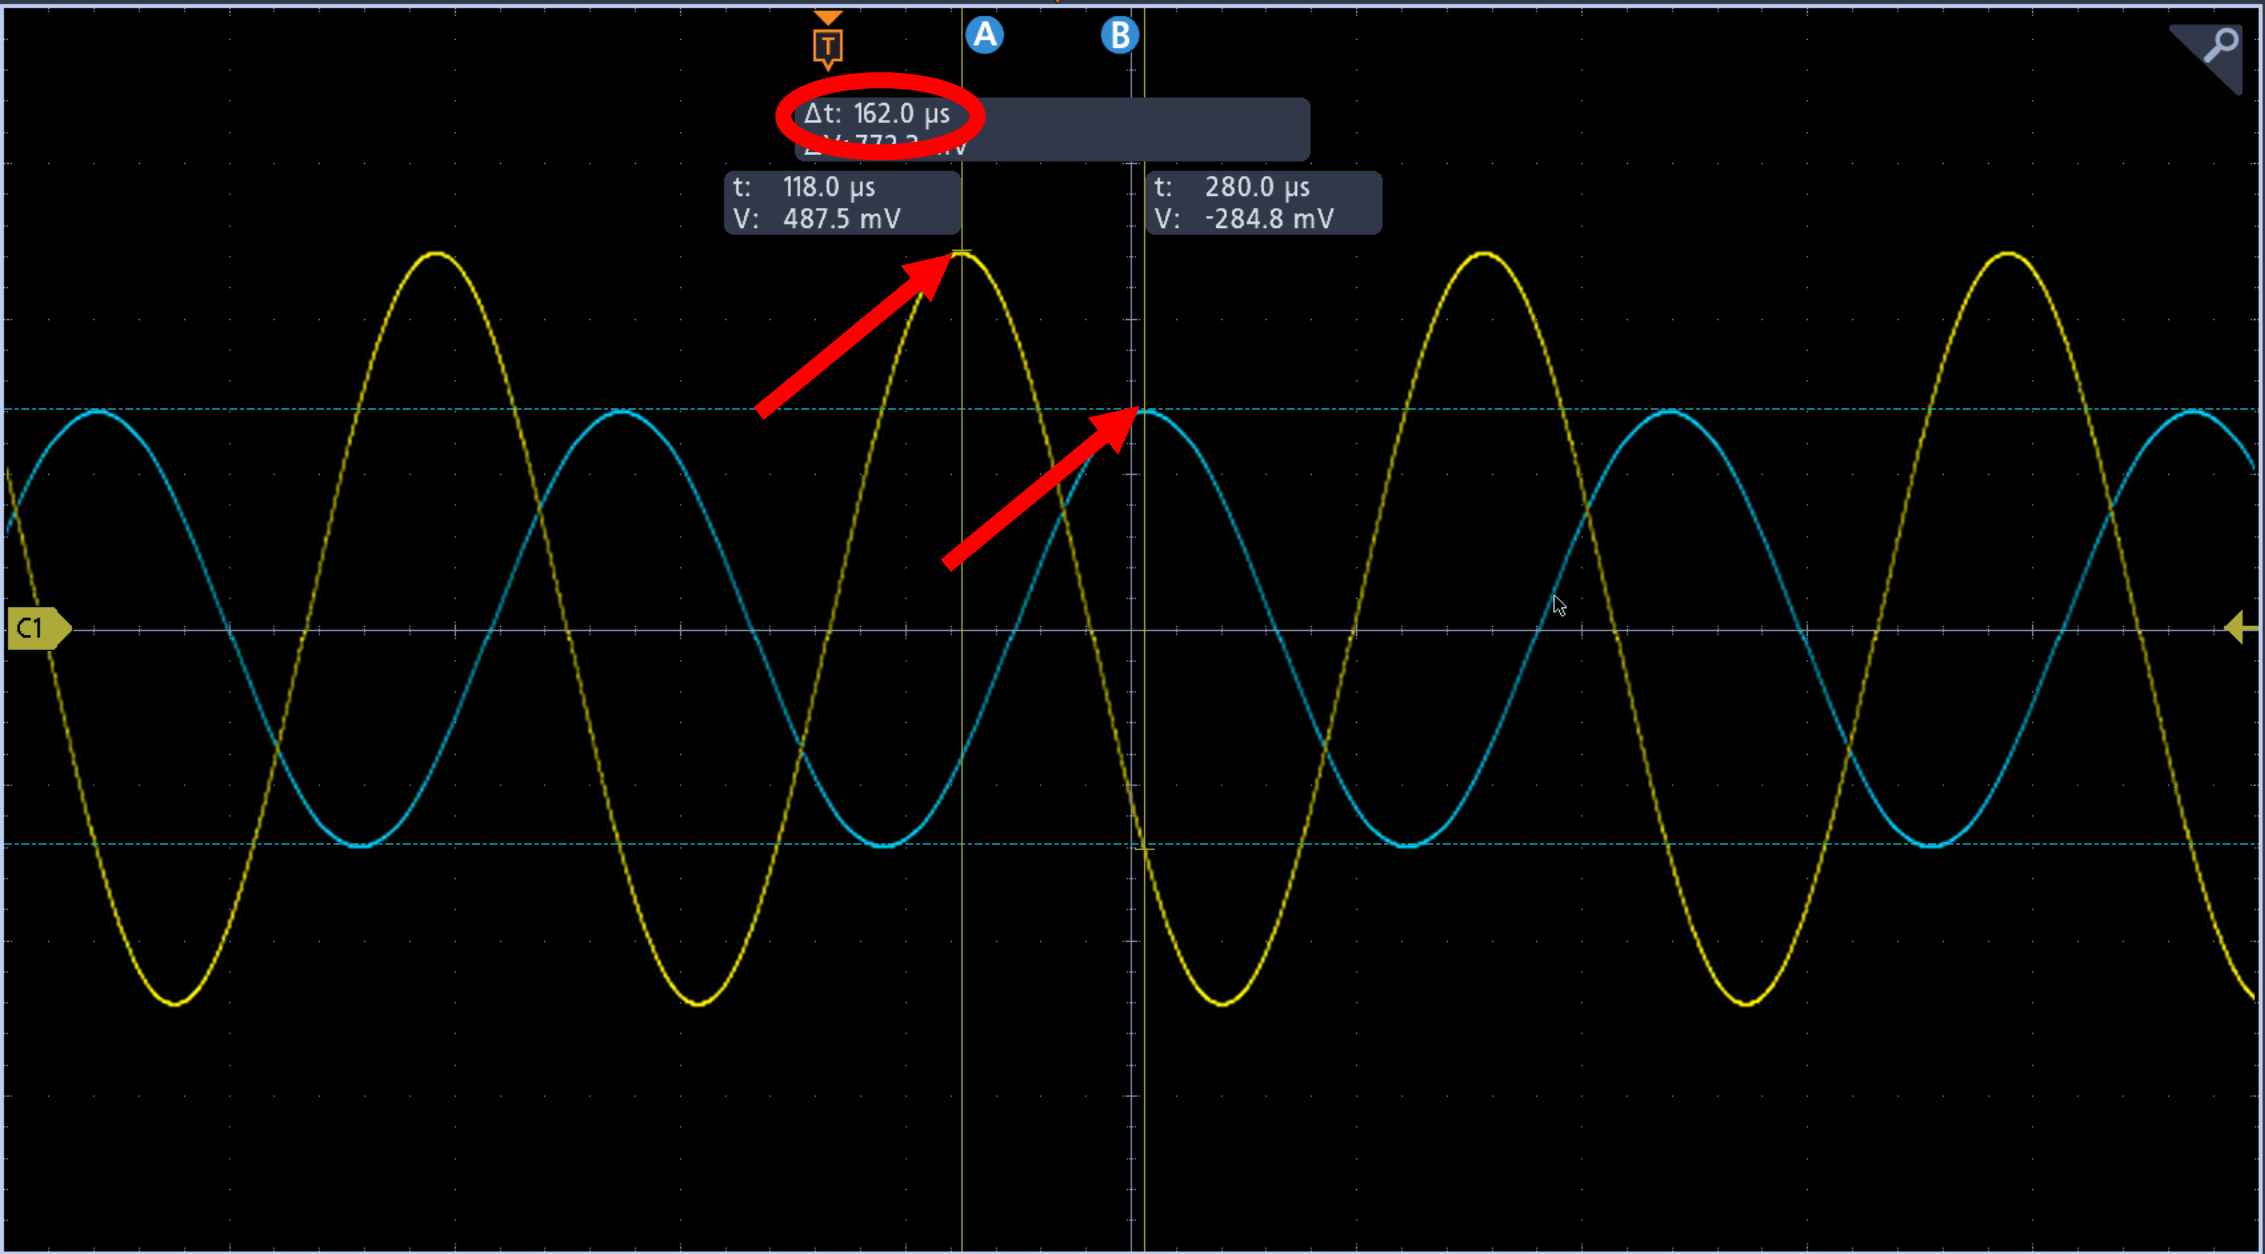 A B
T
Δt: 162.0 µs
t: 118.0 µs
V: 487.5 mV
t: 280.0 µs
V: -284.8 mV
C1